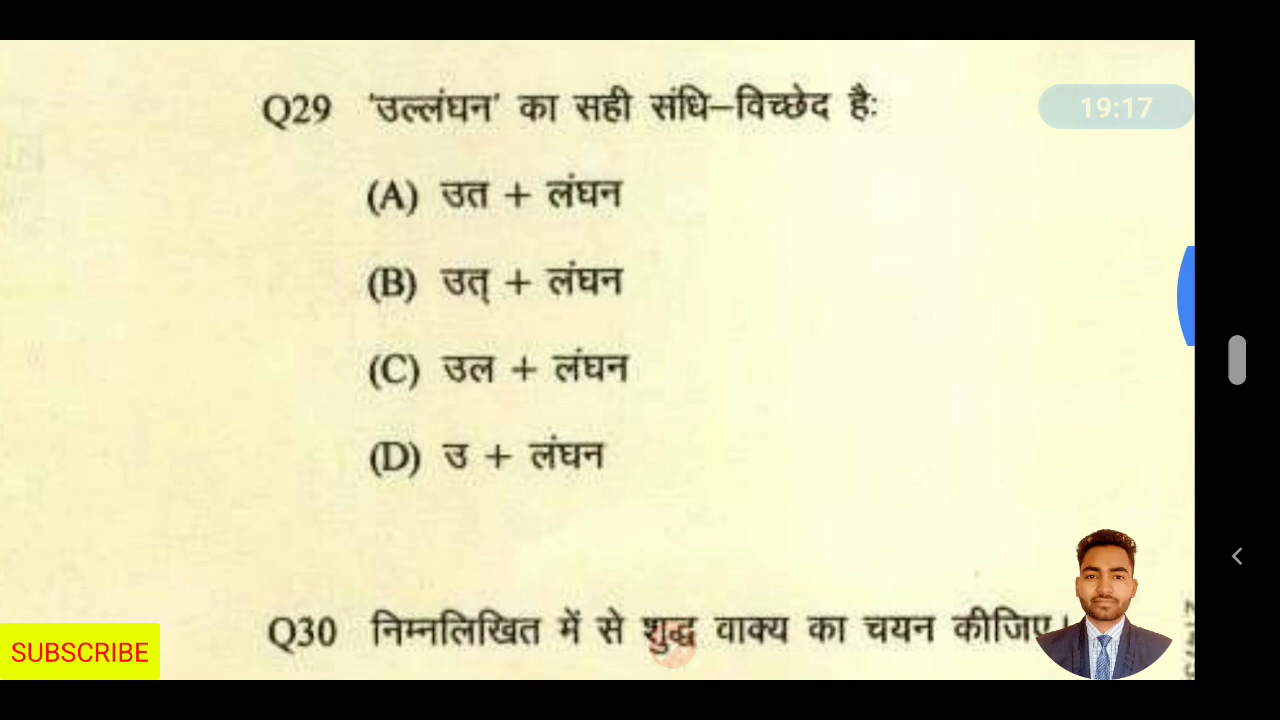 Q29 'उल्लंघन' का सही संधि–विच्छेद हैः
19:17
(A) उत + लंघन
(B) उत् + लंघन
(C) उल + लंघन
(D) उ + लंघन
Q30 निम्नलिखित में से शुद्ध वाक्य का चयन कीजिए।
SUBSCRIBE